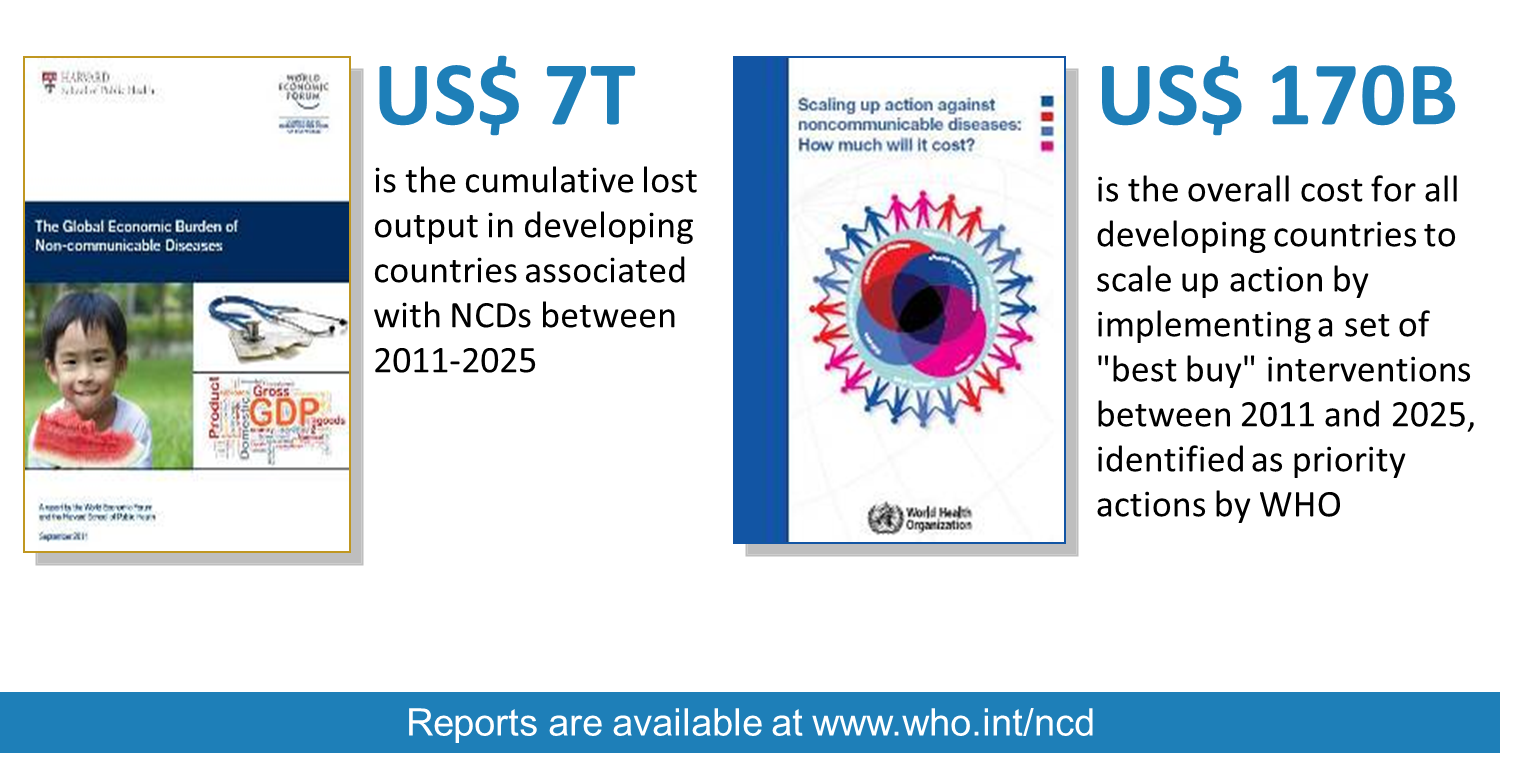 HARVARD
School of Public Health
WORLD
ECONOMIC
FORUM
The Global Economic Burden of
Non-communicable Diseases
Product
Gross
GDP
Domestic
goods
A report by the World Economic Forum
and the Harvard School of Public Health
September 2011
US$ 7T
is the cumulative lost
output in developing
countries associated
with NCDs between
2011-2025
Scaling up action against
noncommunicable diseases:
How much will it cost?
World Health
Organization
US$ 170B
is the overall cost for all
developing countries to
scale up action by
implementing a set of
"best buy" interventions
between 2011 and 2025,
identified as priority
actions by WHO
Reports are available at www.who.int/ncd